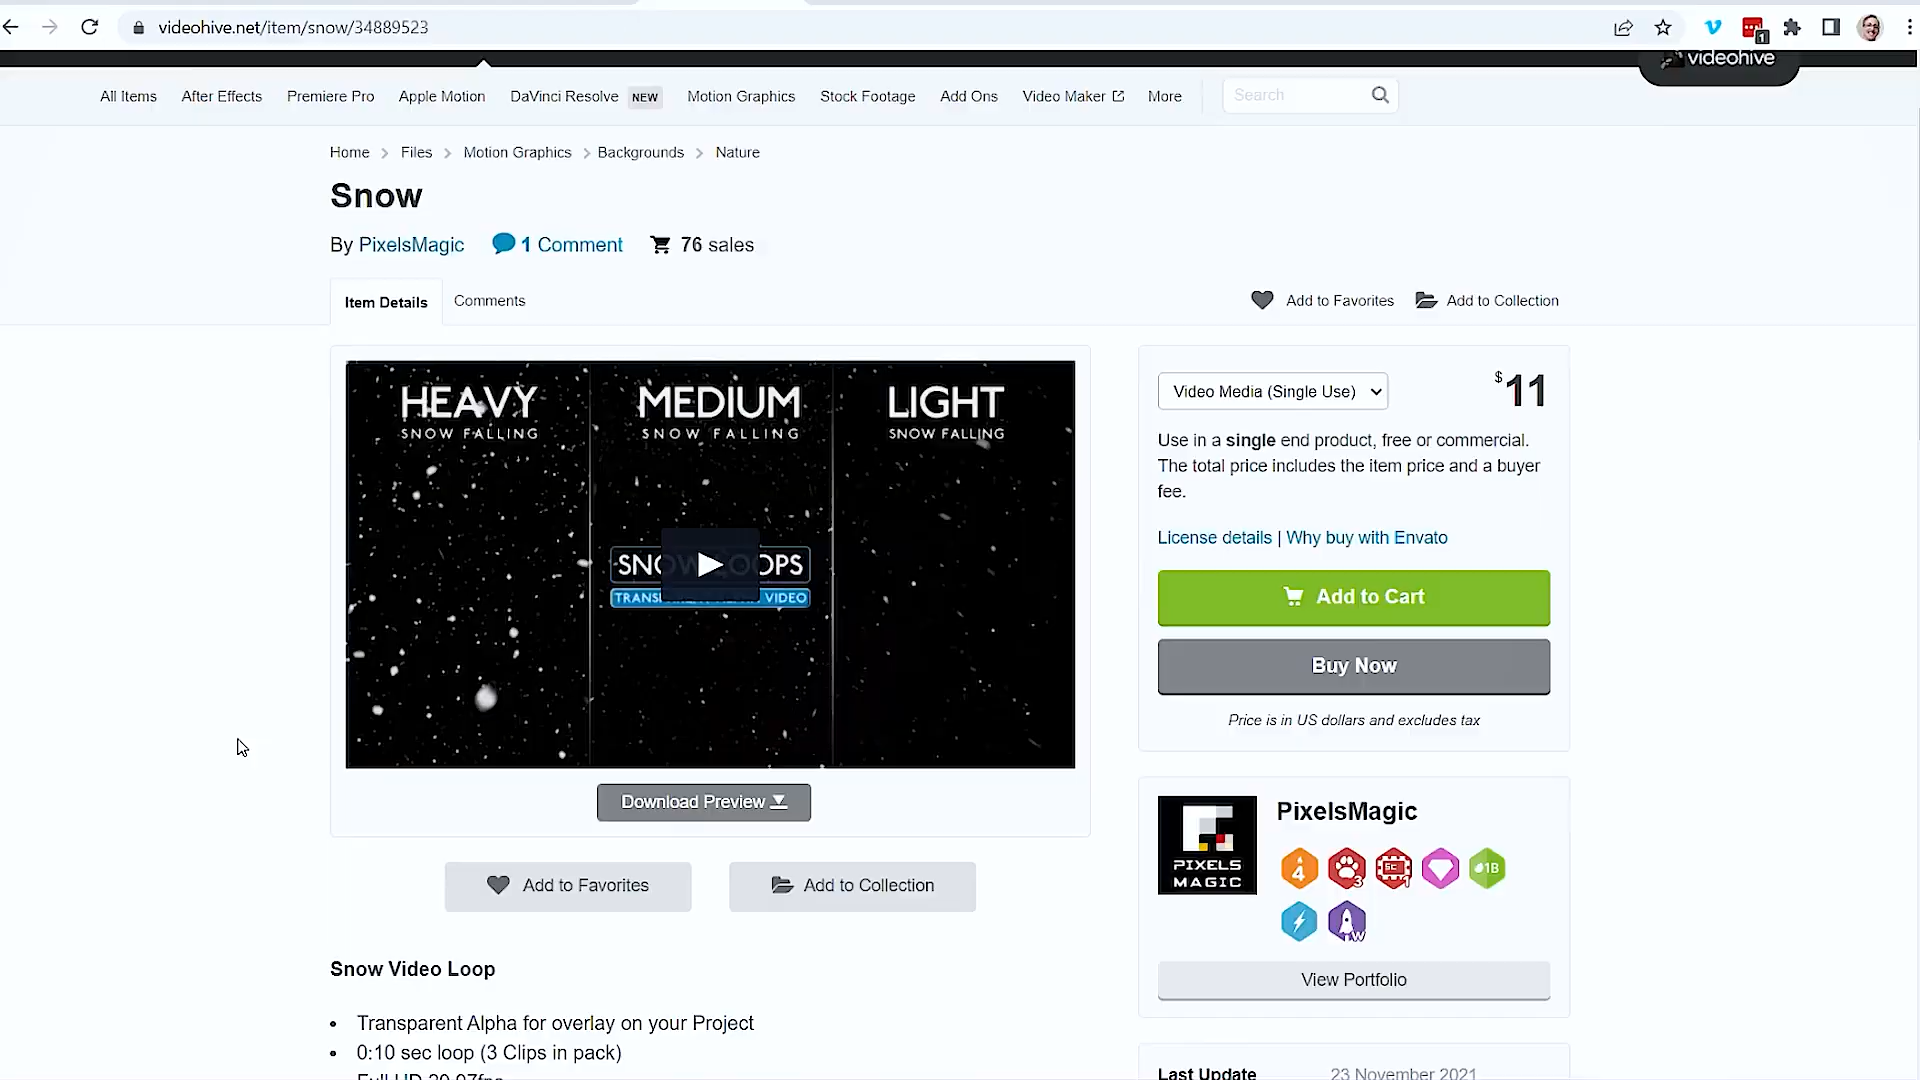 videohive.net/item/snow/34889523
1
videohive
All Items After Effects Premiere Pro Apple Motion DaVinci Resolve NEW Motion Graphics Stock Footage Add Ons Video Maker More Search
Home > Files > Motion Graphics > Backgrounds > Nature
Snow
By PixelsMagic 1 Comment 76 sales
Item Details Comments Add to Favorites Add to Collection
HEAVY
SNOW FALLING
MEDIUM
SNOW FALLING
LIGHT
SNOW FALLING
SNOW LOOPS
VIDEO
Download Preview
Add to Favorites Add to Collection
Snow Video Loop
• Transparent Alpha for overlay on your Project
• 0:10 sec loop (3 Clips in pack)
Video Media (Single Use) $11
Use in a single end product, free or commercial.
The total price includes the item price and a buyer
fee.
License details | Why buy with Envato
Add to Cart
Buy Now
Price is in US dollars and excludes tax
PIXELS
MAGIC
PixelsMagic
4 3 1 1B
W
View Portfolio
Last Update 23 November 2021